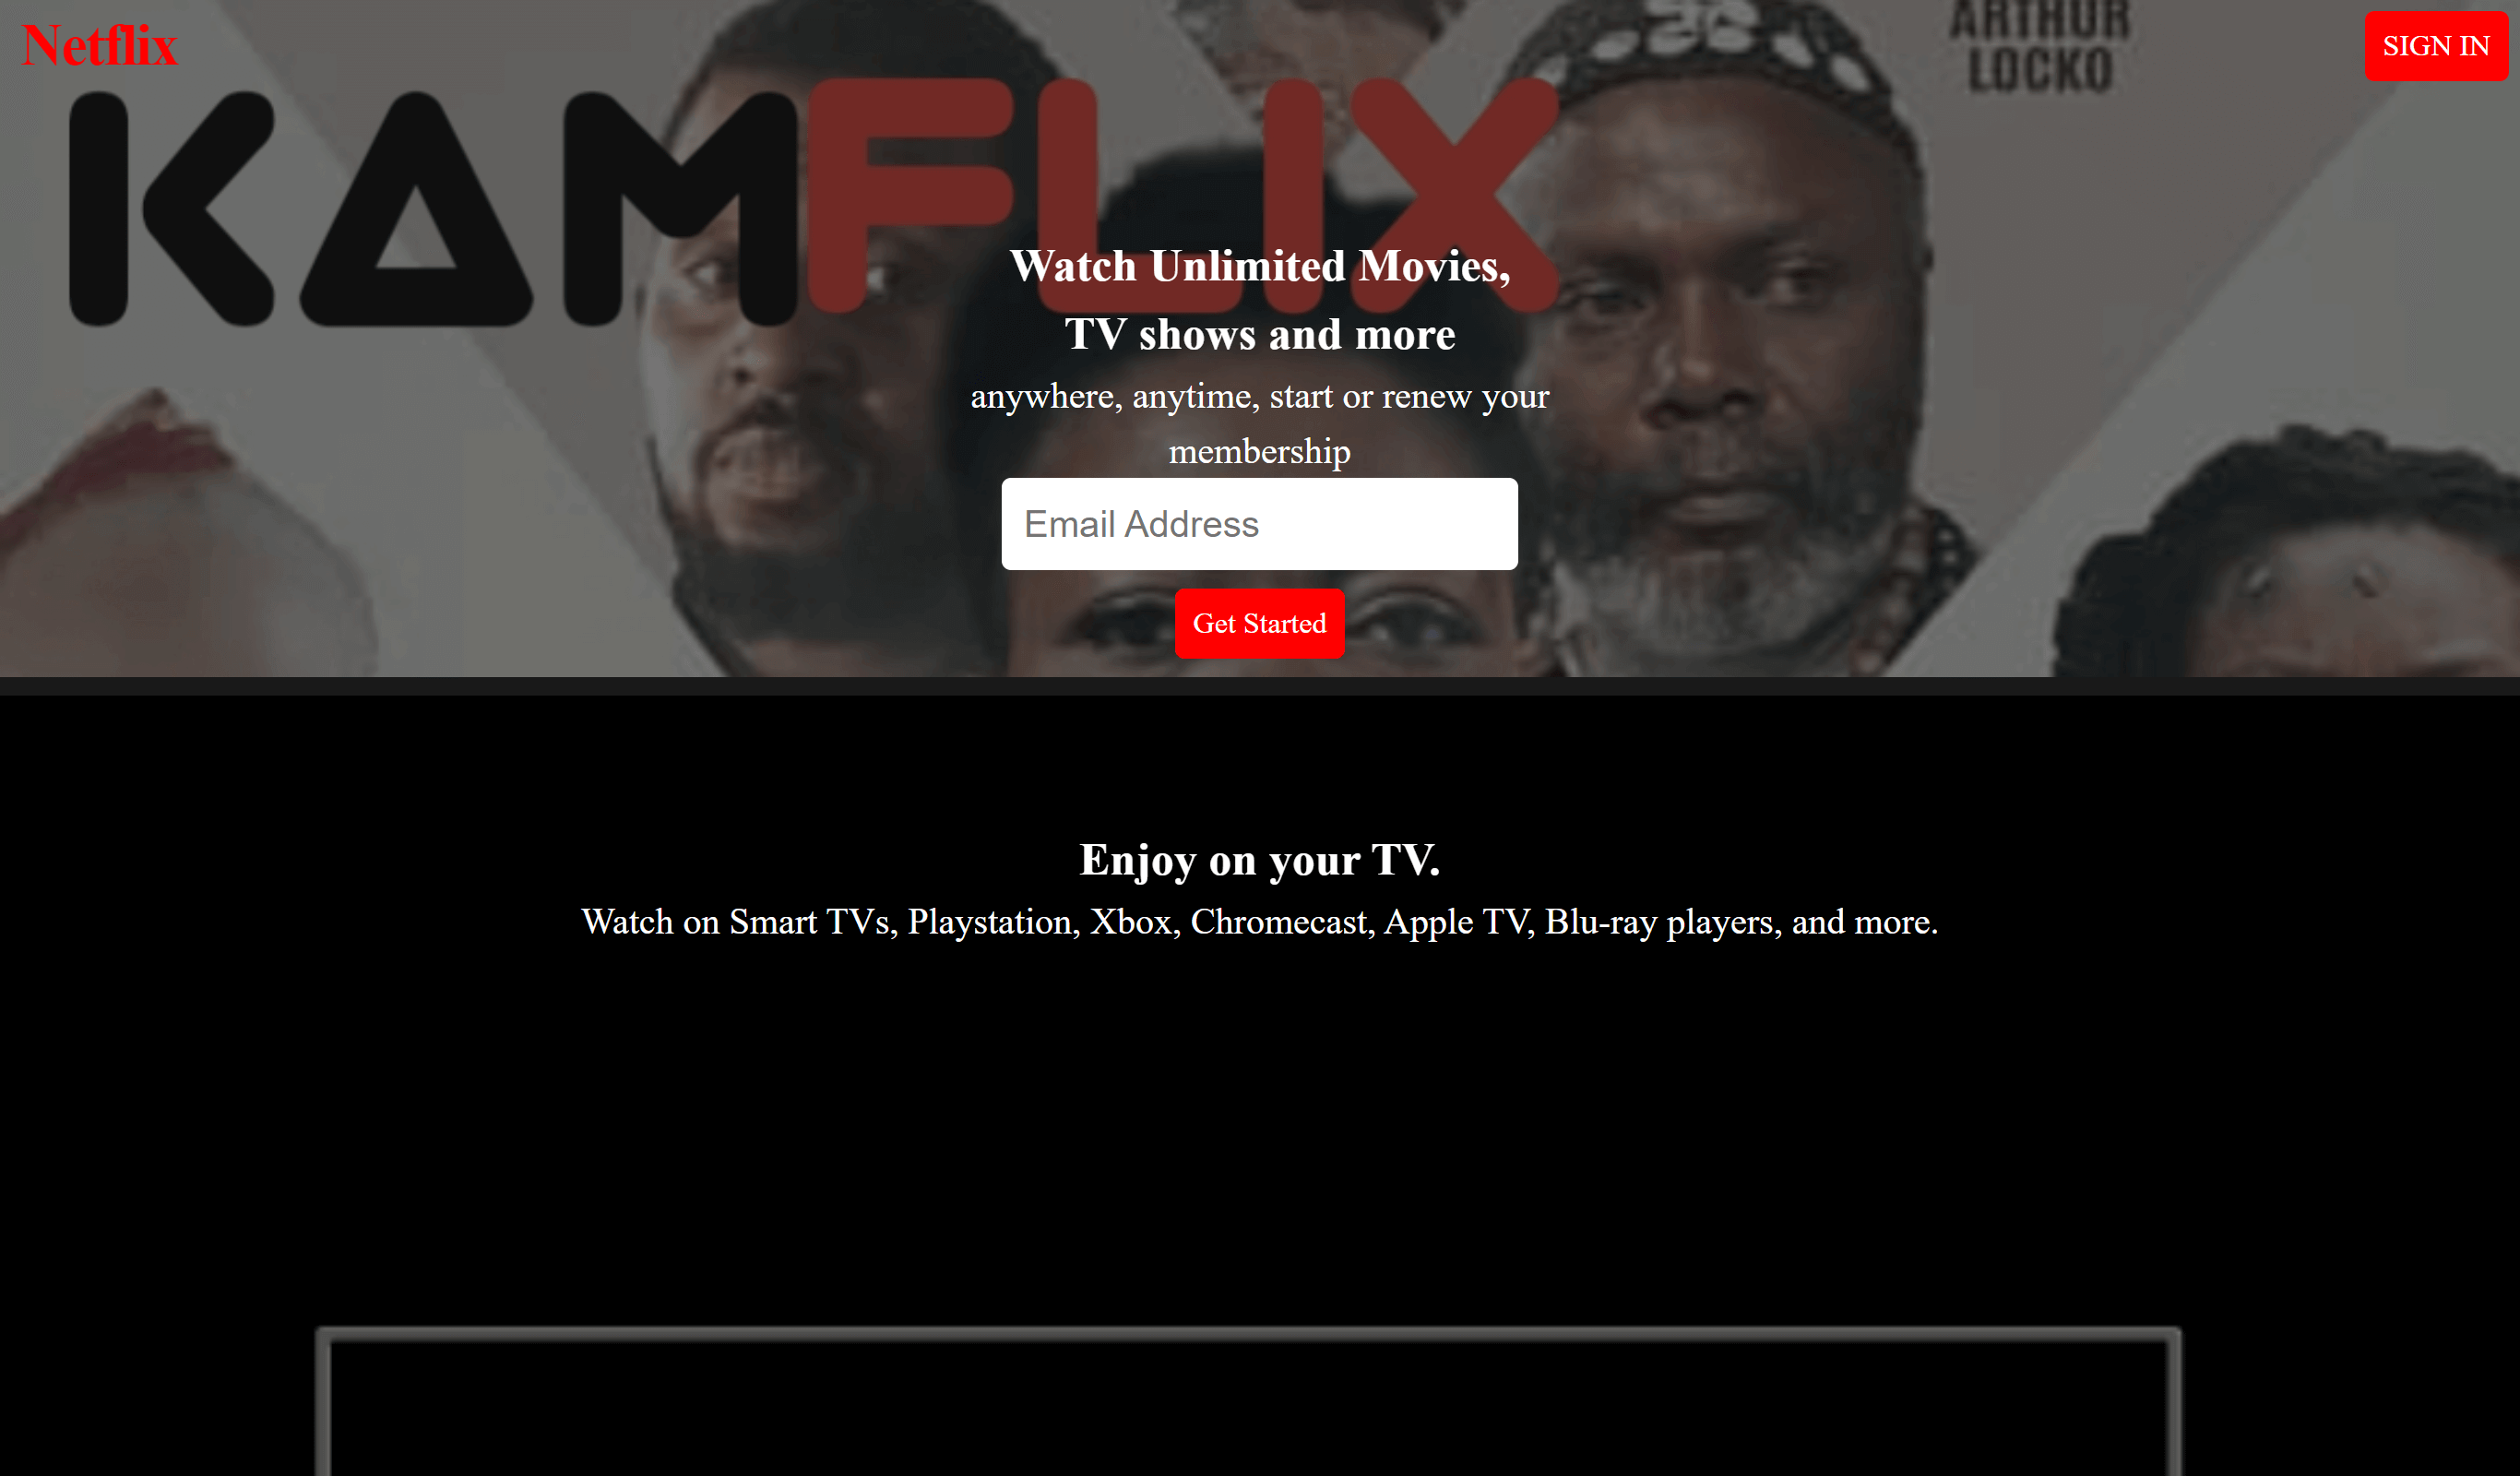 Netflix
ARTHUR
LOCKO
SIGN IN
KAMFLIX
Watch Unlimited Movies,
TV shows and more
anywhere, anytime, start or renew your
membership
Email Address
Get Started
Enjoy on your TV.
Watch on Smart TVs, Playstation, Xbox, Chromecast, Apple TV, Blu-ray players, and more.